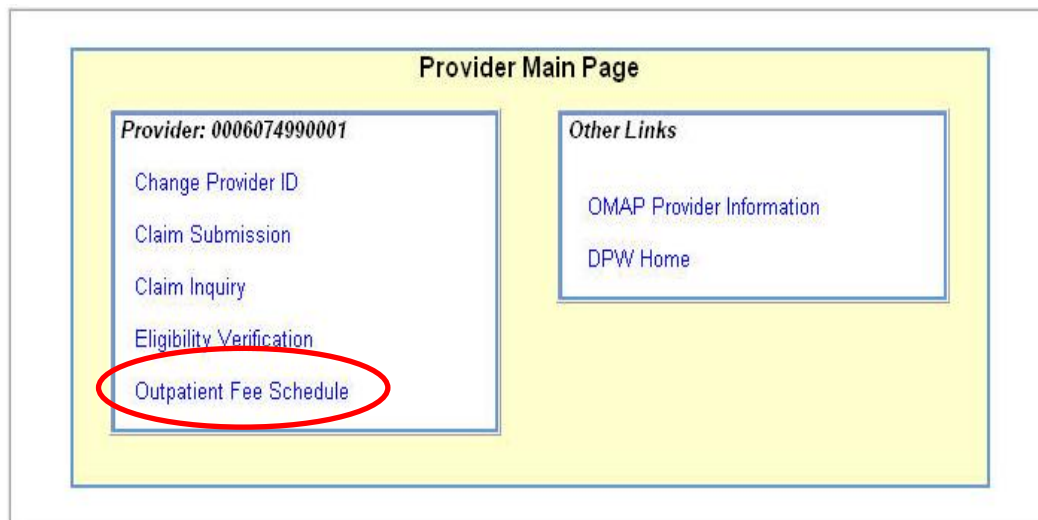 Provider Main Page
Provider: 0006074990001
Change Provider ID
Claim Submission
Claim Inquiry
Eligibility Verification
Outpatient Fee Schedule
Other Links
OMAP Provider Information
DPW Home